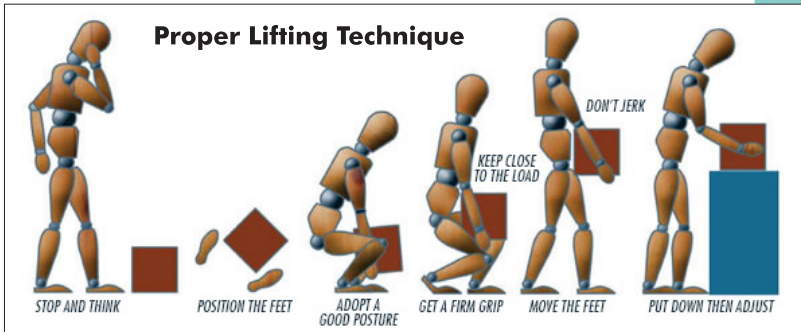 Proper Lifting Technique
DON'T JERK
KEEP CLOSE
TO THE LOAD
STOP AND THINK
POSITION THE FEET
ADOPT A
GOOD POSTURE
GET A FIRM GRIP
MOVE THE FEET
PUT DOWN THEN ADJUST